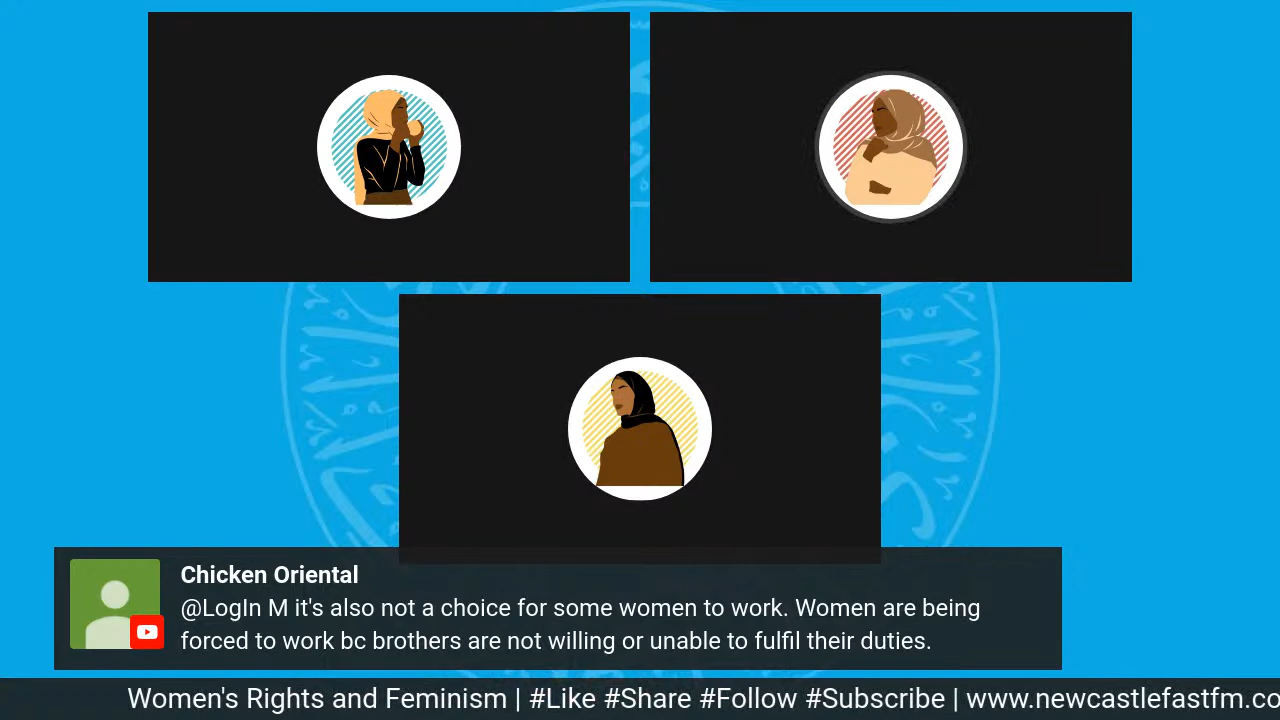 Chicken Oriental
@LogIn M it's also not a choice for some women to work. Women are being
forced to work bc brothers are not willing or unable to fulfil their duties.
Women's Rights and Feminism | #Like #Share #Follow #Subscribe | www.newcastlefastfm.co